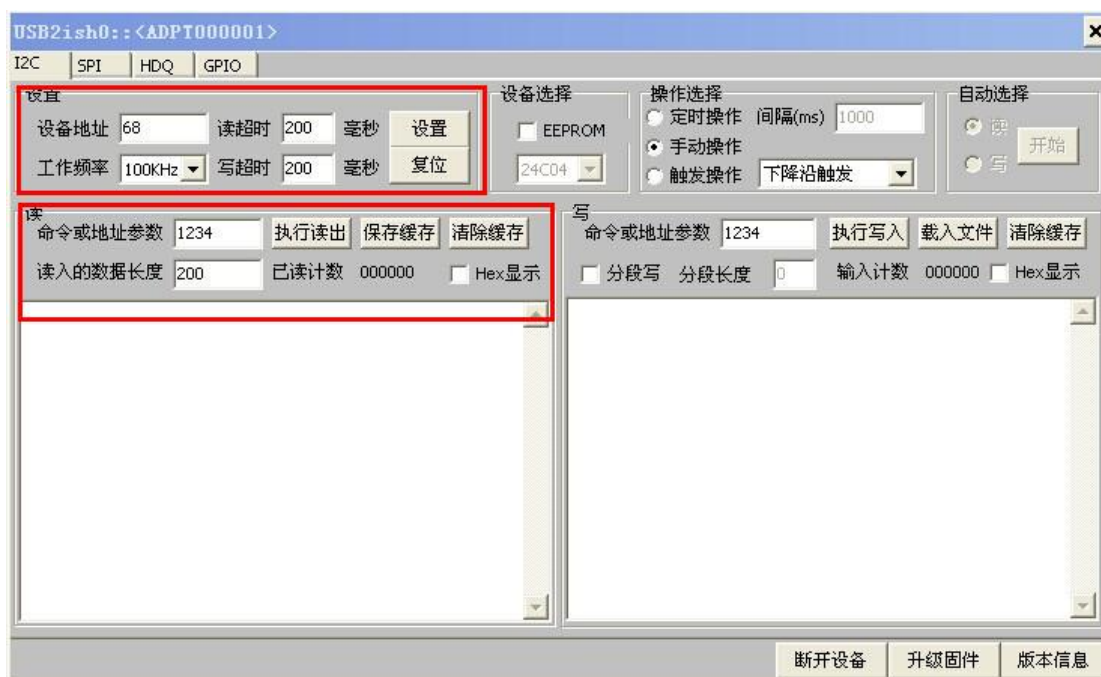 USB2ish0::<ADPT000001>
I2C SPI HDQ GPIO
设置 设备选择 操作选择 自动选择
设备地址 68 读超时 200 毫秒 设置 EEPROM 定时操作 间隔(ms) 1000 读 开始
手动操作
工作频率 100KHz 写超时 200 毫秒 复位 24C04 触发操作 下降沿触发 写
读 写
命令或地址参数 1234 执行读出 保存缓存 清除缓存 命令或地址参数 1234 执行写入 载入文件 清除缓存
读入的数据长度 200 已读计数 000000 Hex显示 分段写 分段长度 0 输入计数 000000 Hex显示
断开设备 升级固件 版本信息